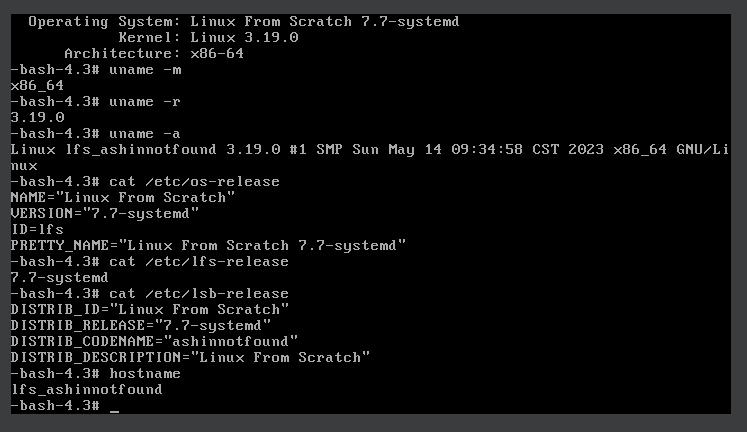 Operating System: Linux From Scratch 7.7-systemd
Kernel: Linux 3.19.0
Architecture: x86-64
-bash-4.3# uname -m
x86_64
-bash-4.3# uname -r
3.19.0
-bash-4.3# uname -a
Linux lfs_ashinnotfound 3.19.0 #1 SMP Sun May 14 09:34:58 CST 2023 x86_64 GNU/Li
nux
-bash-4.3# cat /etc/os-release
NAME="Linux From Scratch"
VERSION="7.7-systemd"
ID=lfs
PRETTY_NAME="Linux From Scratch 7.7-systemd"
-bash-4.3# cat /etc/lfs-release
7.7-systemd
-bash-4.3# cat /etc/lsb-release
DISTRIB_ID="Linux From Scratch"
DISTRIB_RELEASE="7.7-systemd"
DISTRIB_CODENAME="ashinnotfound"
DISTRIB_DESCRIPTION="Linux From Scratch"
-bash-4.3# hostname
lfs_ashinnotfound
-bash-4.3# _